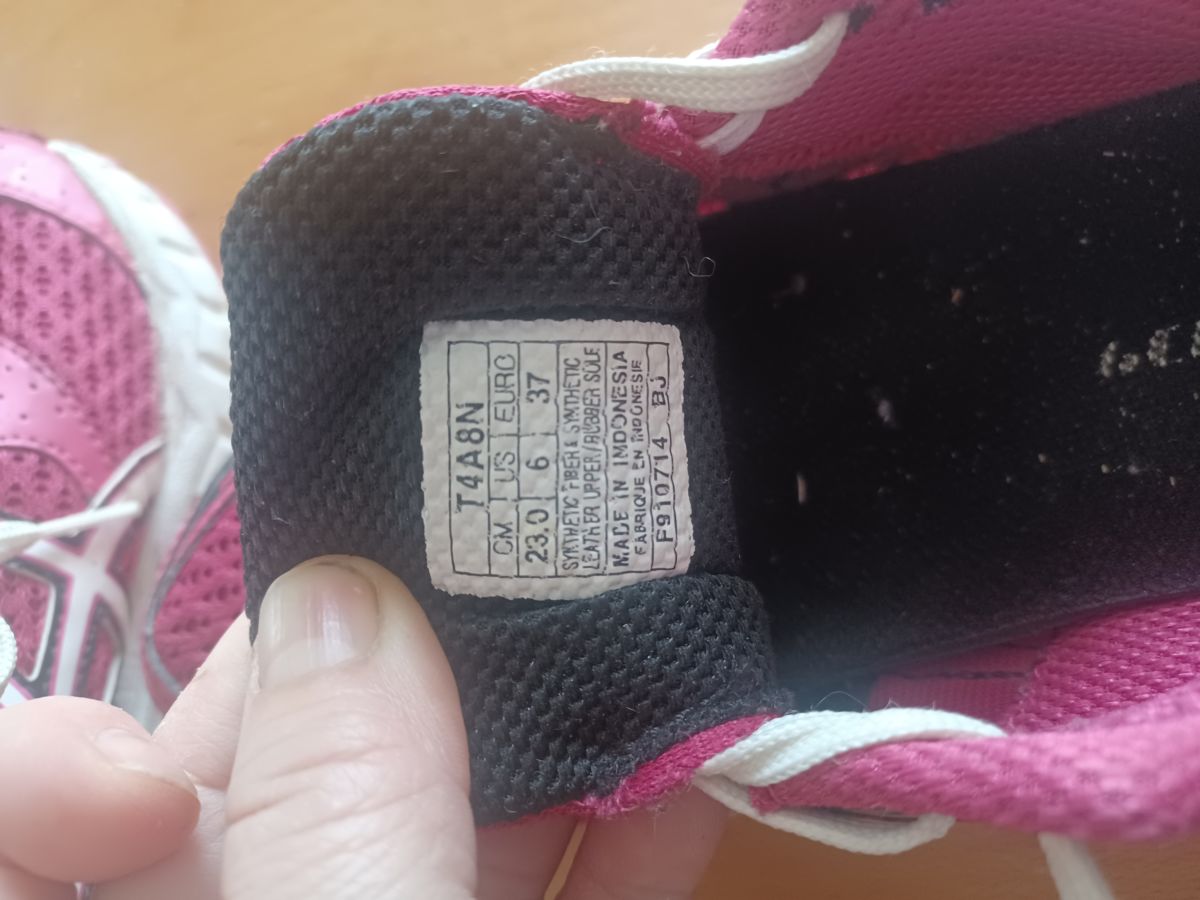 T4A8N
CM US EURO
23.0 6 37
SYNTHETIC FIBER & SYNTHETIC
LEATHER UPPER/RUBBER SOLE
MADE IN INDONESIA
FABRIQUE EN INDONESIE
F910714 BJ